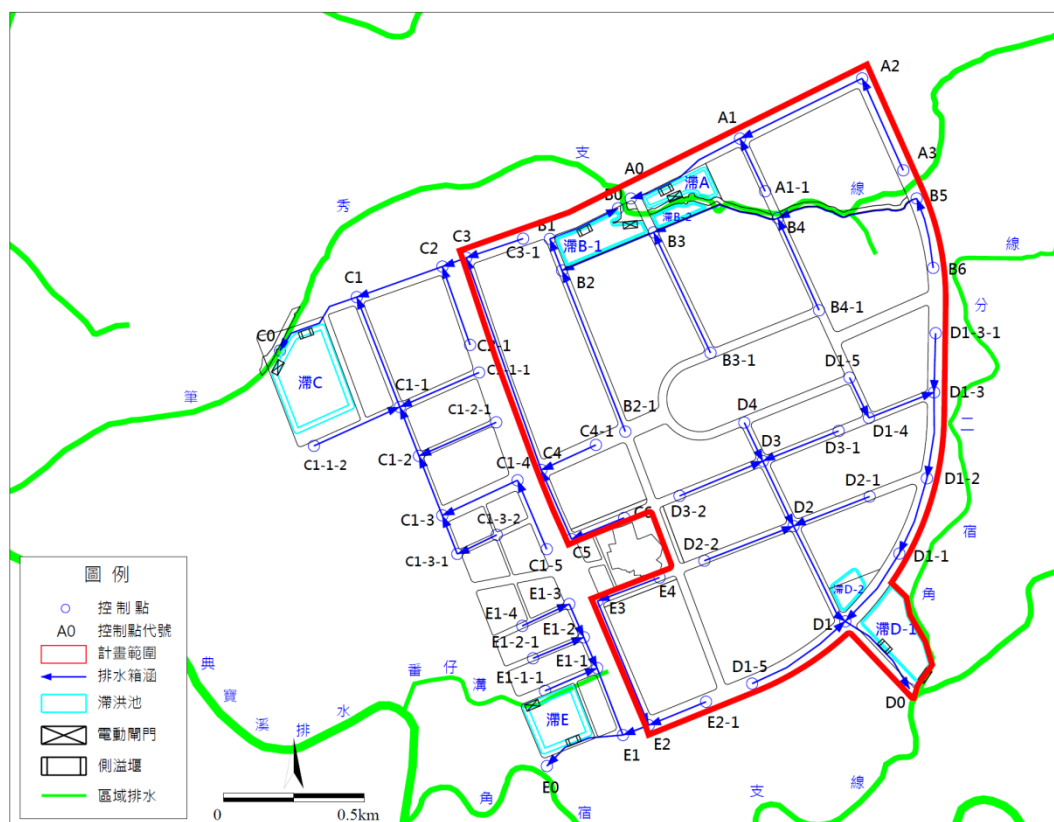 A2
A1
支
A3
滯A
線
A0
B0
A1-1
B5
秀
滯B-2
B1
滯B-1
B3
B4
線
C3
C3-1
C2
B2
B6
C1
分
B4-1
C0
D1-3-1
C2-1
B3-1
C1-1-1
D1-5
滯C
C1-1
D1-3
筆
C1-2-1
D4
B2-1
D1-4
二
C4-1
D3
D3-1
C1-2
C4
C1-4
D1-2
D2-1
D3-2
C1-3
C6
D2
宿
C1-3-2
C5
D2-2
D1-1
C1-3-1
C1-5
圖 例
控 制 點
A0
控制點代號
計畫範圍
排水箱涵
滯洪池
電動閘門
側溢堰
區域排水
E4
E1-3
E3
滯D-2
角
E1-4
E1-2
D1
滯D-1
E1-2-1
E1-1
典
番
仔
溝
E1-1-1
D1-5
D0
寶
E2-1
溪
滯E
排
水
E1
E2
E0
角
宿
支
線
0
0.5km